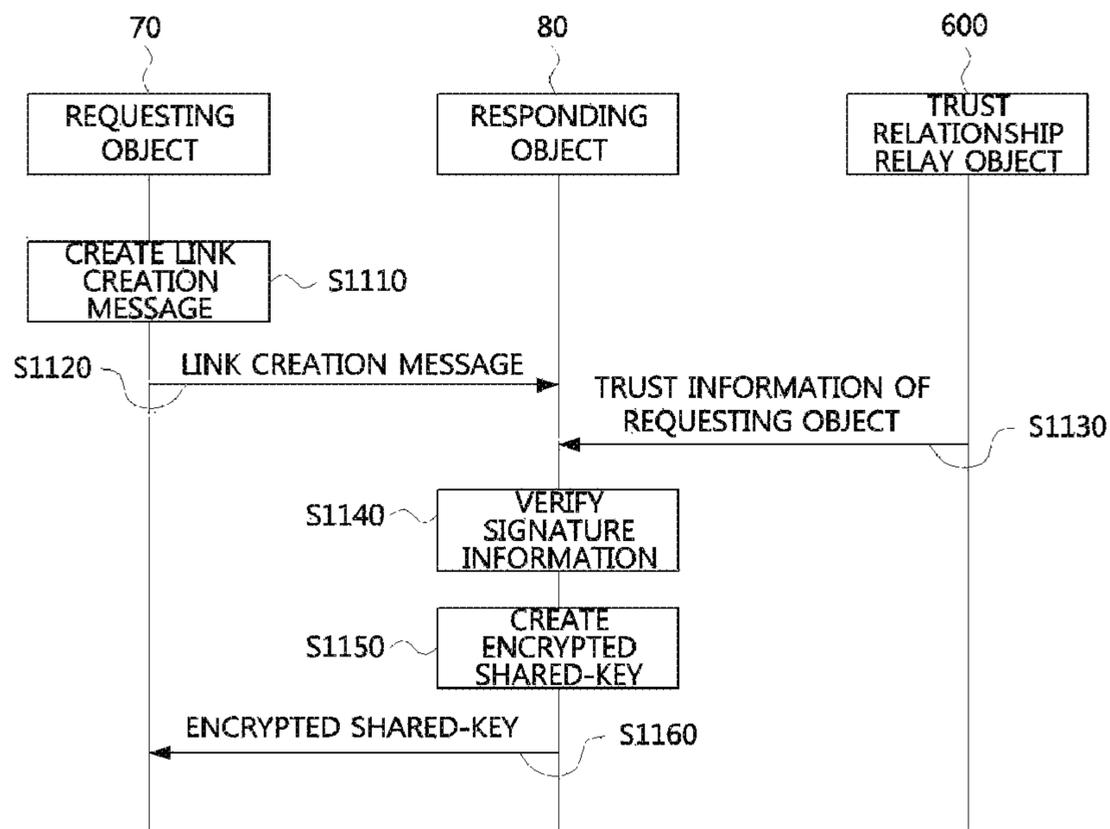 70
80
600
REQUESTING
OBJECT
RESPONDING
OBJECT
TRUST
RELATIONSHIP
RELAY OBJECT
CREATE LINK
CREATION
MESSAGE
S1110
S1120
LINK CREATION MESSAGE
TRUST INFORMATION OF
REQUESTING OBJECT
S1130
S1140
VERIFY
SIGNATURE
INFORMATION
S1150
CREATE
ENCRYPTED
SHARED-KEY
ENCRYPTED SHARED-KEY
S1160